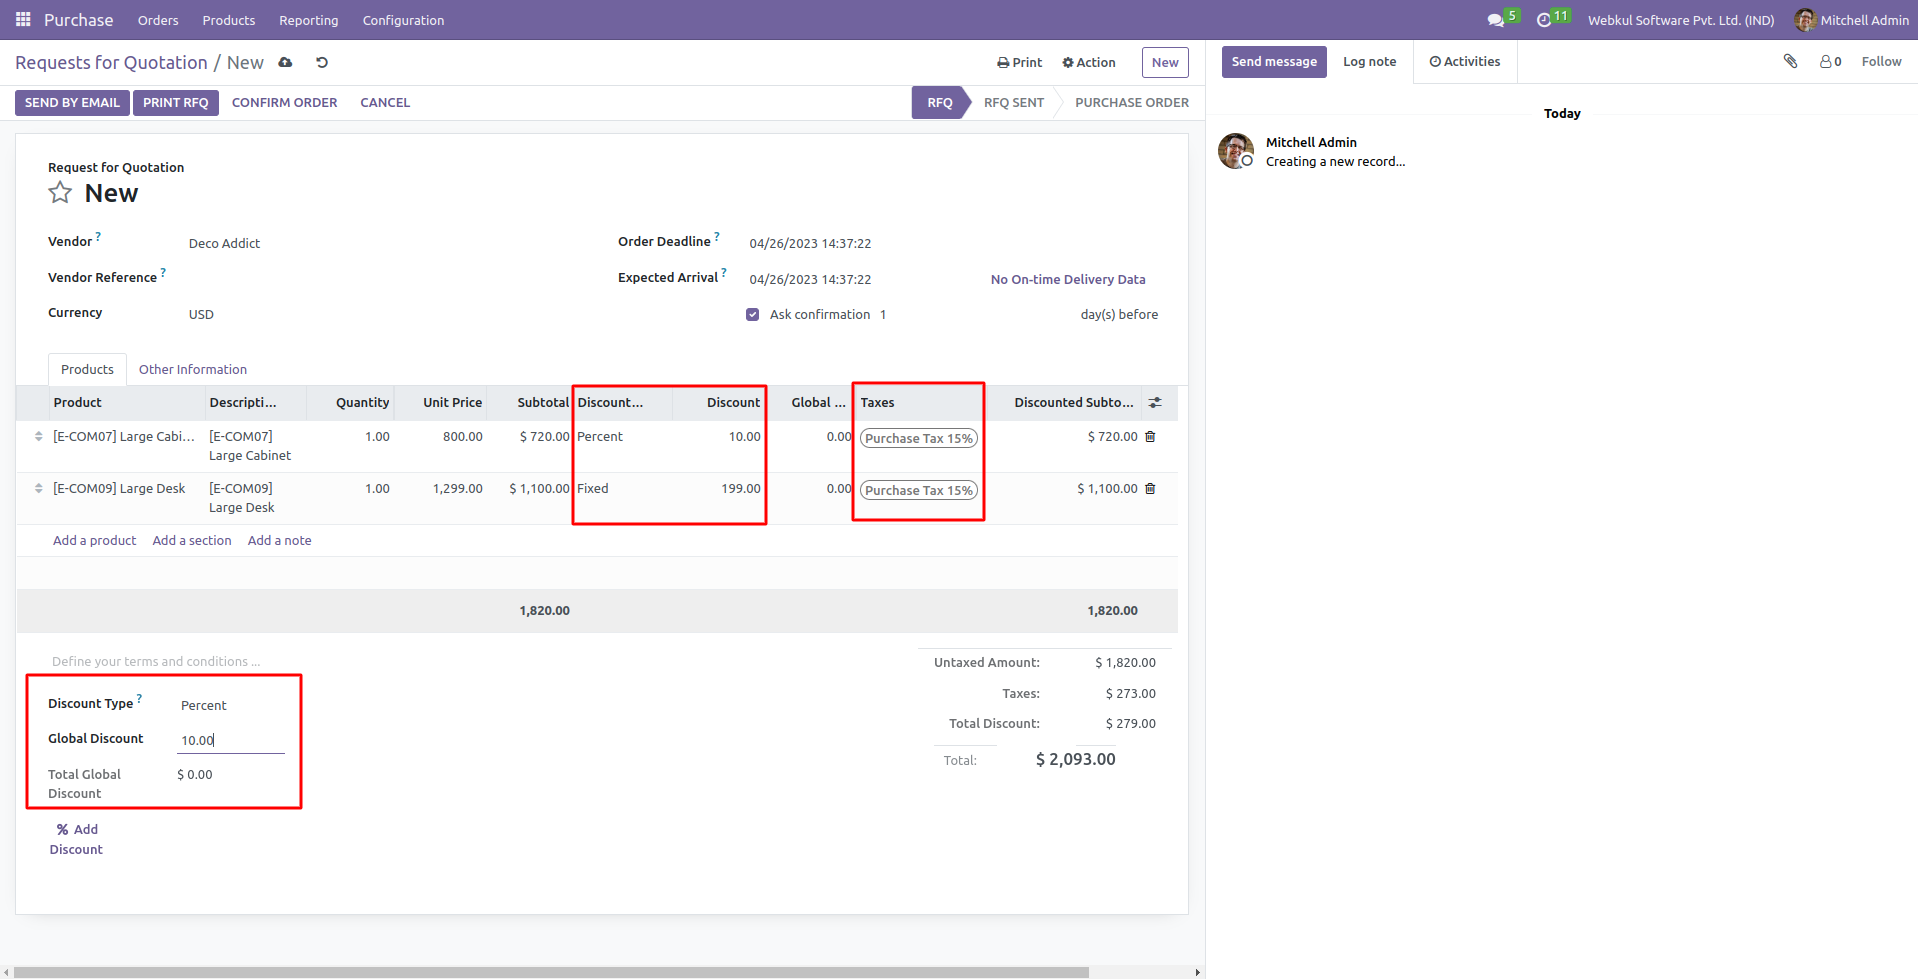 Purchase Orders Products Reporting Configuration 5 11 Webkul Software Pvt. Ltd. (IND) Mitchell Admin
Requests for Quotation / New Print Action New
SEND BY EMAIL PRINT RFQ CONFIRM ORDER CANCEL RFQ RFQ SENT PURCHASE ORDER
Request for Quotation
New
Vendor ? Deco Addict Order Deadline ? 04/26/2023 14:37:22
Vendor Reference ? Expected Arrival ? 04/26/2023 14:37:22 No On-time Delivery Data
Currency USD Ask confirmation 1 day(s) before
Products Other Information
Product Descripti... Quantity Unit Price Subtotal Discount... Discount Global ... Taxes Discounted Subto...
[E-COM07] Large Cabi... [E-COM07] 1.00 800.00 $ 720.00 Percent 10.00 0.00 Purchase Tax 15% $ 720.00
Large Cabinet
[E-COM09] Large Desk [E-COM09] 1.00 1,299.00 $ 1,100.00 Fixed 199.00 0.00 Purchase Tax 15% $ 1,100.00
Large Desk
Add a product Add a section Add a note
1,820.00 1,820.00
Define your terms and conditions ...
Discount Type ? Percent
Global Discount 10.00
Total Global $ 0.00
Discount
% Add
Discount
Untaxed Amount: $ 1,820.00
Taxes: $ 273.00
Total Discount: $ 279.00
Total: $ 2,093.00
Send message Log note Activities 0 Follow
Today
Mitchell Admin
Creating a new record...